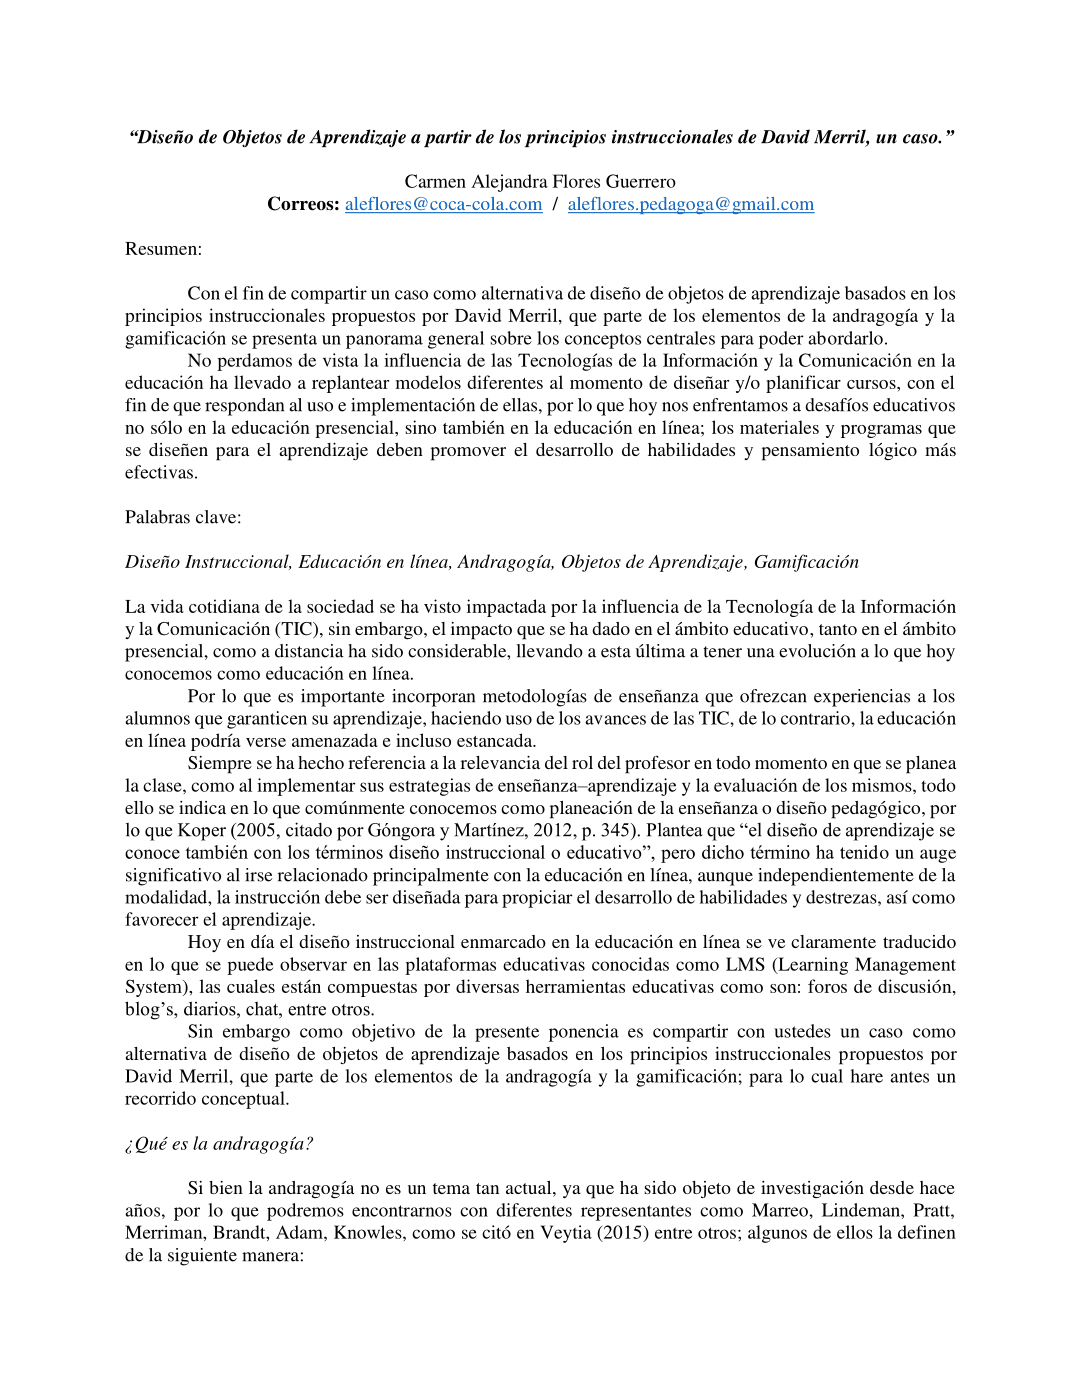 “Diseño de Objetos de Aprendizaje a partir de los principios instruccionales de David Merril, un caso.”
Carmen Alejandra Flores Guerrero
Correos: aleflores@coca-cola.com / aleflores.pedagoga@gmail.com
Resumen:
Con el fin de compartir un caso como alternativa de diseño de objetos de aprendizaje basados en los
principios instruccionales propuestos por David Merril, que parte de los elementos de la andragogía y la
gamificación se presenta un panorama general sobre los conceptos centrales para poder abordarlo.
No perdamos de vista la influencia de las Tecnologías de la Información y la Comunicación en la
educación ha llevado a replantear modelos diferentes al momento de diseñar y/o planificar cursos, con el
fin de que respondan al uso e implementación de ellas, por lo que hoy nos enfrentamos a desafíos educativos
no sólo en la educación presencial, sino también en la educación en línea; los materiales y programas que
se diseñen para el aprendizaje deben promover el desarrollo de habilidades y pensamiento lógico más
efectivas.
Palabras clave:
Diseño Instruccional, Educación en línea, Andragogía, Objetos de Aprendizaje, Gamificación
La vida cotidiana de la sociedad se ha visto impactada por la influencia de la Tecnología de la Información
y la Comunicación (TIC), sin embargo, el impacto que se ha dado en el ámbito educativo, tanto en el ámbito
presencial, como a distancia ha sido considerable, llevando a esta última a tener una evolución a lo que hoy
conocemos como educación en línea.
Por lo que es importante incorporan metodologías de enseñanza que ofrezcan experiencias a los
alumnos que garanticen su aprendizaje, haciendo uso de los avances de las TIC, de lo contrario, la educación
en línea podría verse amenazada e incluso estancada.
Siempre se ha hecho referencia a la relevancia del rol del profesor en todo momento en que se planea
la clase, como al implementar sus estrategias de enseñanza–aprendizaje y la evaluación de los mismos, todo
ello se indica en lo que comúnmente conocemos como planeación de la enseñanza o diseño pedagógico, por
lo que Koper (2005, citado por Góngora y Martínez, 2012, p. 345). Plantea que “el diseño de aprendizaje se
conoce también con los términos diseño instruccional o educativo”, pero dicho término ha tenido un auge
significativo al irse relacionado principalmente con la educación en línea, aunque independientemente de la
modalidad, la instrucción debe ser diseñada para propiciar el desarrollo de habilidades y destrezas, así como
favorecer el aprendizaje.
Hoy en día el diseño instruccional enmarcado en la educación en línea se ve claramente traducido
en lo que se puede observar en las plataformas educativas conocidas como LMS (Learning Management
System), las cuales están compuestas por diversas herramientas educativas como son: foros de discusión,
blog’s, diarios, chat, entre otros.
Sin embargo como objetivo de la presente ponencia es compartir con ustedes un caso como
alternativa de diseño de objetos de aprendizaje basados en los principios instruccionales propuestos por
David Merril, que parte de los elementos de la andragogía y la gamificación; para lo cual hare antes un
recorrido conceptual.
¿Qué es la andragogía?
Si bien la andragogía no es un tema tan actual, ya que ha sido objeto de investigación desde hace
años, por lo que podremos encontrarnos con diferentes representantes como Marreo, Lindeman, Pratt,
Merriman, Brandt, Adam, Knowles, como se citó en Veytia (2015) entre otros; algunos de ellos la definen
de la siguiente manera: